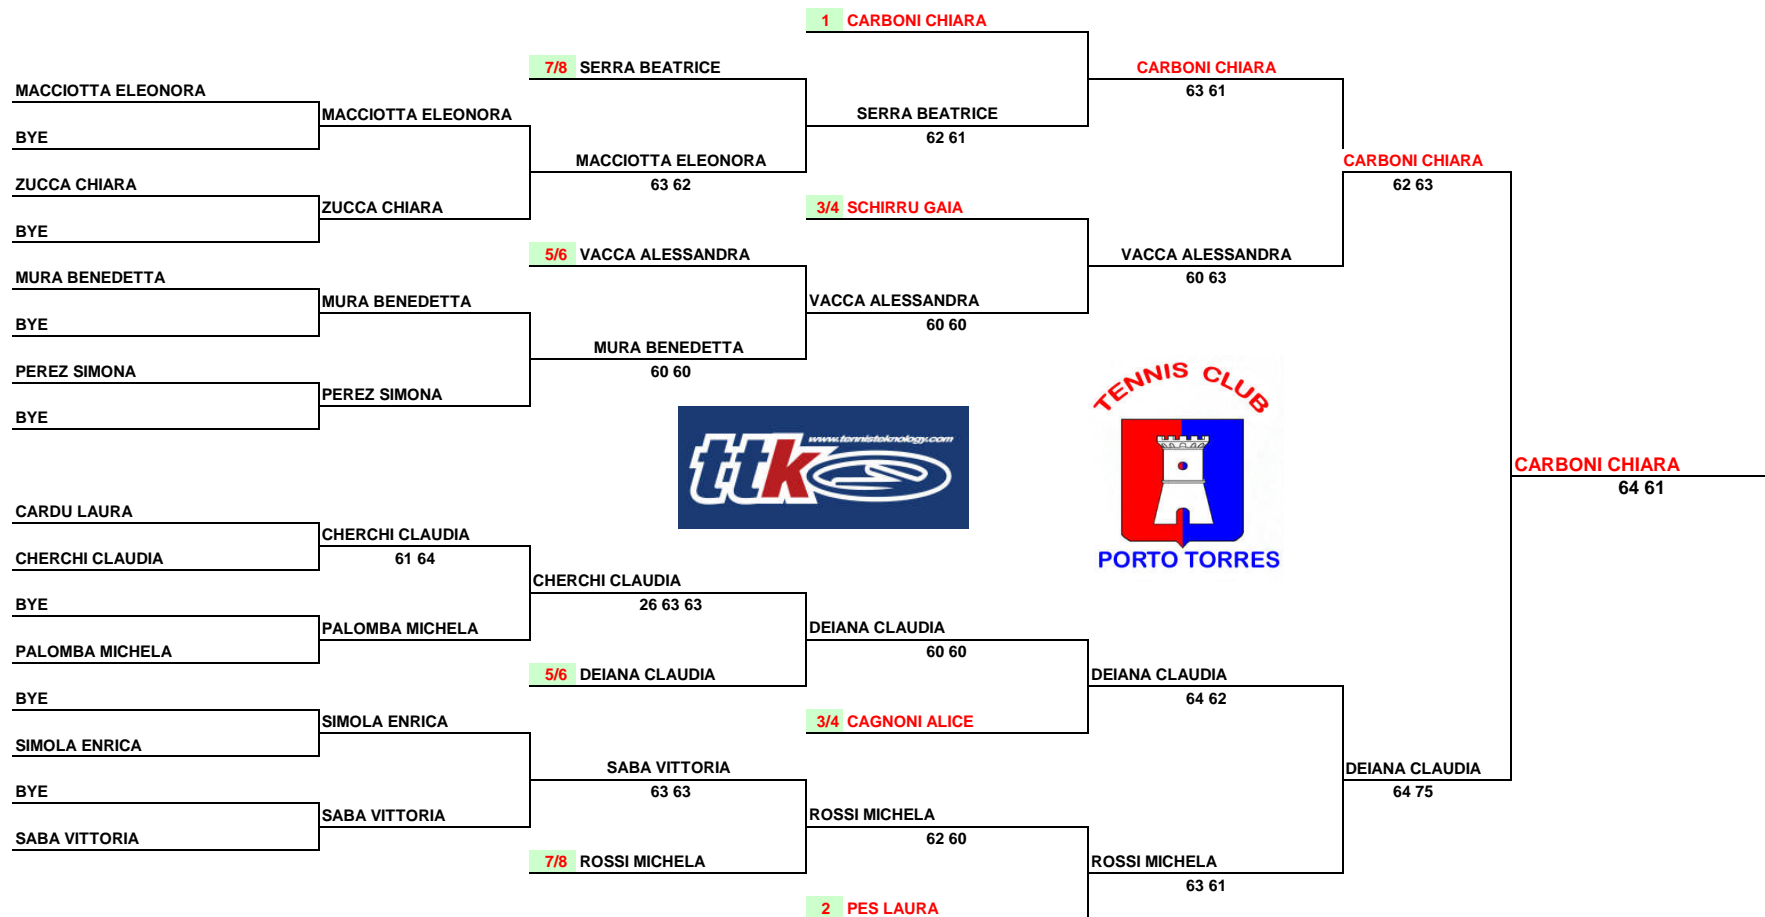 1 CARBONI CHIARA
7/8 SERRA BEATRICE
CARBONI CHIARA
MACCIOTTA ELEONORA
63 61
MACCIOTTA ELEONORA
SERRA BEATRICE
BYE
62 61
MACCIOTTA ELEONORA
CARBONI CHIARA
ZUCCA CHIARA
63 62
62 63
ZUCCA CHIARA
3/4 SCHIRRU GAIA
BYE
5/6 VACCA ALESSANDRA
VACCA ALESSANDRA
MURA BENEDETTA
60 63
MURA BENEDETTA
VACCA ALESSANDRA
BYE
60 60
MURA BENEDETTA
PEREZ SIMONA
60 60
TENNIS CLUB
PEREZ SIMONA
BYE
www.tennisteknology.com
ttk
CARBONI CHIARA
64 61
CARDU LAURA
CHERCHI CLAUDIA
CHERCHI CLAUDIA
61 64
PORTO TORRES
CHERCHI CLAUDIA
BYE
26 63 63
PALOMBA MICHELA
DEIANA CLAUDIA
PALOMBA MICHELA
60 60
5/6 DEIANA CLAUDIA
DEIANA CLAUDIA
BYE
64 62
SIMOLA ENRICA
3/4 CAGNONI ALICE
SIMOLA ENRICA
SABA VITTORIA
DEIANA CLAUDIA
BYE
63 63
64 75
SABA VITTORIA
ROSSI MICHELA
SABA VITTORIA
62 60
7/8 ROSSI MICHELA
ROSSI MICHELA
63 61
2 PES LAURA